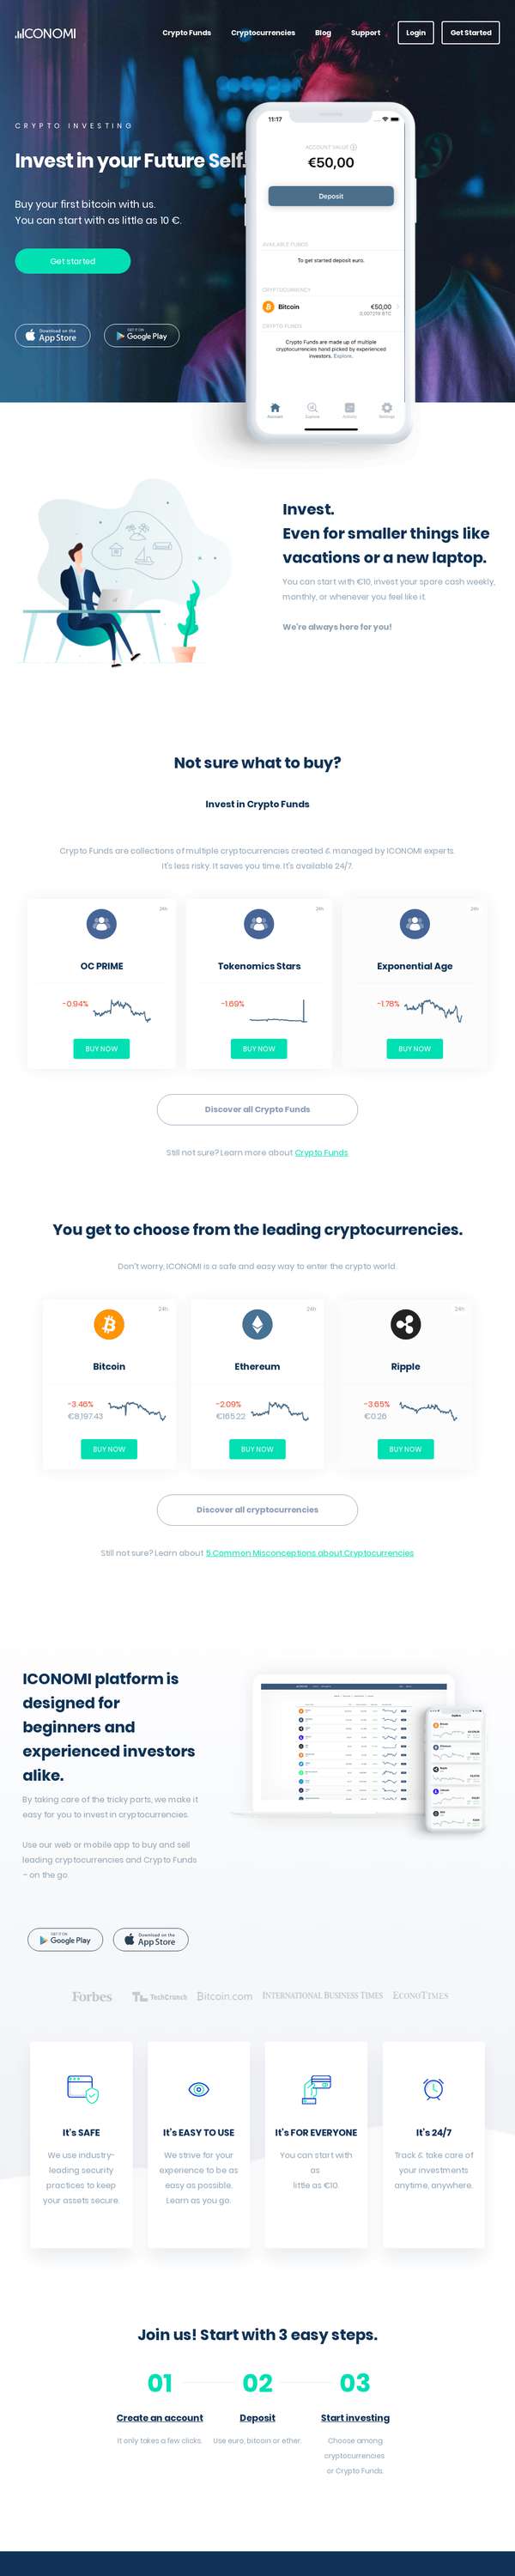 ICONOMI
Crypto Funds Cryptocurrencies Blog Support Login Get Started
CRYPTO INVESTING
Invest in your Future Self.
Buy your first bitcoin with us.
You can start with as little as 10 €.
Get started
Download on the
App Store
GET IT ON
Google Play
11:17
ACCOUNT VALUE
€50,00
Deposit
AVAILABLE FUNDS
To get started deposit euro.
CRYPTOCURRENCY
Bitcoin €50,00
CRYPTO FUNDS
Crypto Funds are made up of multiple
cryptocurrencies hand picked by experienced
investors. Explore.
Account Explore Activity Settings
Invest.
Even for smaller things like
vacations or a new laptop.
You can start with €10, invest your spare cash weekly,
monthly, or whenever you feel like it.
We're always here for you!
Not sure what to buy?
Invest in Crypto Funds
Crypto Funds are collections of multiple cryptocurrencies created & managed by ICONOMI experts.
It's less risky. It saves you time. It's available 24/7.
24h 24h 24h
OC PRIME Tokenomics Stars Exponential Age
-0.94% -1.69% -1.78%
BUY NOW BUY NOW BUY NOW
Discover all Crypto Funds
Still not sure? Learn more about Crypto Funds
You get to choose from the leading cryptocurrencies.
Don't worry, ICONOMI is a safe and easy way to enter the crypto world.
24h 24h 24h
Bitcoin Ethereum Ripple
-3.46% -2.09% -3.65%
€8,197.43 €165.22 €0.26
BUY NOW BUY NOW BUY NOW
Discover all cryptocurrencies
Still not sure? Learn about 5 Common Misconceptions about Cryptocurrencies
ICONOMI platform is
designed for
beginners and
experienced investors
alike.
By taking care of the tricky parts, we make it
easy for you to invest in cryptocurrencies.
Use our web or mobile app to buy and sell
leading cryptocurrencies and Crypto Funds
– on the go.
GET IT ON
Google Play
Download on the
App Store
Forbes TechCrunch Bitcoin.com INTERNATIONAL BUSINESS TIMES ECONOTIMES
It's SAFE
We use industry-
leading security
practices to keep
your assets secure.
It's EASY TO USE
We strive for your
experience to be as
easy as possible.
Learn as you go.
It's FOR EVERYONE
You can start with
as
little as €10.
It's 24/7
Track & take care of
your investments
anytime, anywhere.
Join us! Start with 3 easy steps.
01 02 03
Create an account Deposit Start investing
It only takes a few clicks. Use euro, bitcoin or ether. Choose among
cryptocurrencies
or Crypto Funds.